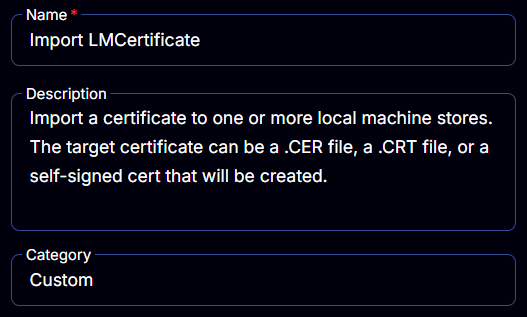 Name *
Import LMCertificate
Description
Import a certificate to one or more local machine stores.
The target certificate can be a .CER file, a .CRT file, or a
self-signed cert that will be created.
Category
Custom